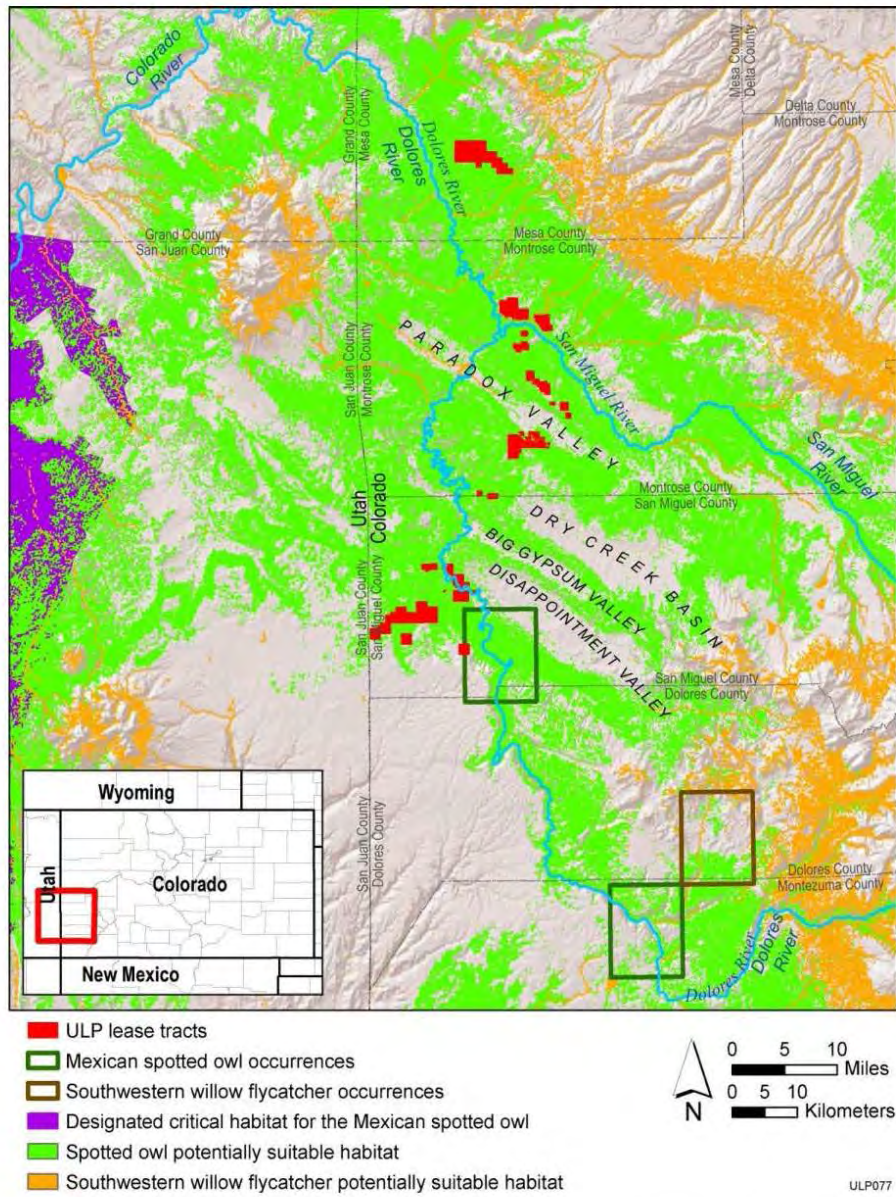 Colorado
River
Mesa County
Delta County
Delta County
Montrose County
Grand County
Mesa County
Dolores River
Dolores
River
Grand County
San Juan County
Mesa County
Montrose County
San Juan County
Montrose County
PARADOX VALLEY
San Miguel River
San Miguel
River
Utah
Colorado
Montrose County
San Miguel County
DRY CREEK BASIN
BIG GYPSUM VALLEY
DISAPPOINTMENT VALLEY
San Juan County
San Miguel County
San Miguel County
Dolores County
San Juan County
Dolores County
Dolores County
Montezuma County
Dolores River
Dolores
River
Wyoming
Utah
Colorado
New Mexico
ULP lease tracts
Mexican spotted owl occurrences
Southwestern willow flycatcher occurrences
Designated critical habitat for the Mexican spotted owl
Spotted owl potentially suitable habitat
Southwestern willow flycatcher potentially suitable habitat
N
0 5 10
Miles
0 5 10
Kilometers
ULP077